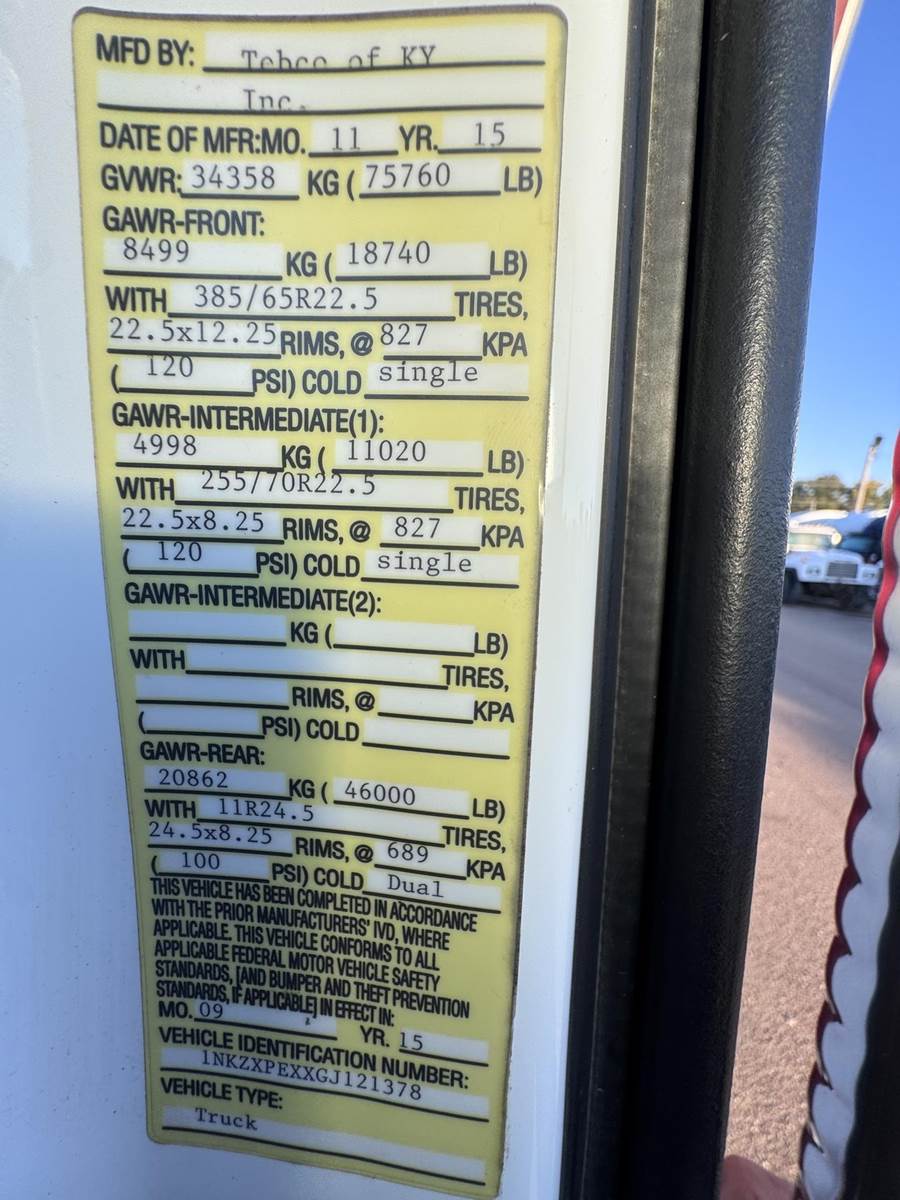 MFD BY: Tebco of KY
Inc.
DATE OF MFR:MO. 11 YR. 15
GVWR: 34358 KG ( 75760 LB)
GAWR-FRONT:
8499 KG ( 18740 LB)
WITH 385/65R22.5 TIRES,
22.5x12.25 RIMS, @ 827 KPA
( 120 PSI) COLD single
GAWR-INTERMEDIATE(1):
4998 KG ( 11020 LB)
WITH 255/70R22.5 TIRES,
22.5x8.25 RIMS, @ 827 KPA
( 120 PSI) COLD single
GAWR-INTERMEDIATE(2):
KG ( LB)
WITH TIRES,
RIMS, @ KPA
( PSI) COLD
GAWR-REAR:
20862 KG ( 46000 LB)
WITH 11R24.5 TIRES,
24.5x8.25 RIMS, @ 689 KPA
( 100 PSI) COLD Dual
THIS VEHICLE HAS BEEN COMPLETED IN ACCORDANCE
WITH THE PRIOR MANUFACTURERS' IVD, WHERE
APPLICABLE. THIS VEHICLE CONFORMS TO ALL
APPLICABLE FEDERAL MOTOR VEHICLE SAFETY
STANDARDS, [AND BUMPER AND THEFT PREVENTION
STANDARDS, IF APPLICABLE] IN EFFECT IN:
MO. 09 YR. 15
VEHICLE IDENTIFICATION NUMBER:
1NKZXPEXXGJ121378
VEHICLE TYPE:
Truck